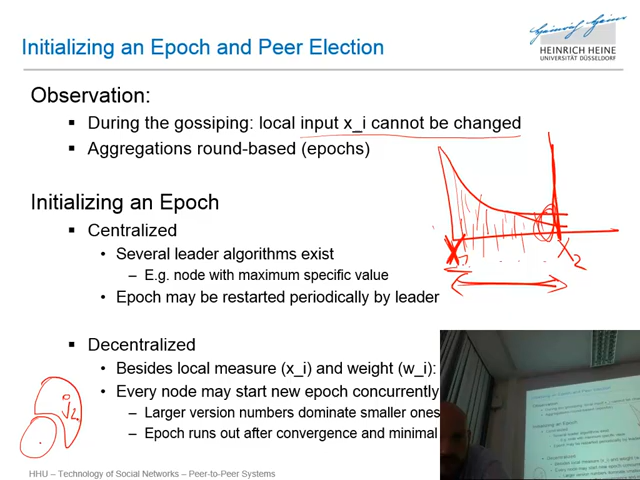 Initializing an Epoch and Peer Election
HEINRICH HEINE
UNIVERSITÄT DÜSSELDORF
Observation:
During the gossiping: local input x_i cannot be changed
Aggregations round-based (epochs)
X
X2
Initializing an Epoch
Centralized
Several leader algorithms exist
E.g. node with maximum specific value
Epoch may be restarted periodically by leader
Decentralized
Besides local measure (x_i) and weight (w_i):
Every node may start new epoch concurrently
Larger version numbers dominate smaller ones
Epoch runs out after convergence and minimal
HHU – Technology of Social Networks – Peer-to-Peer Systems